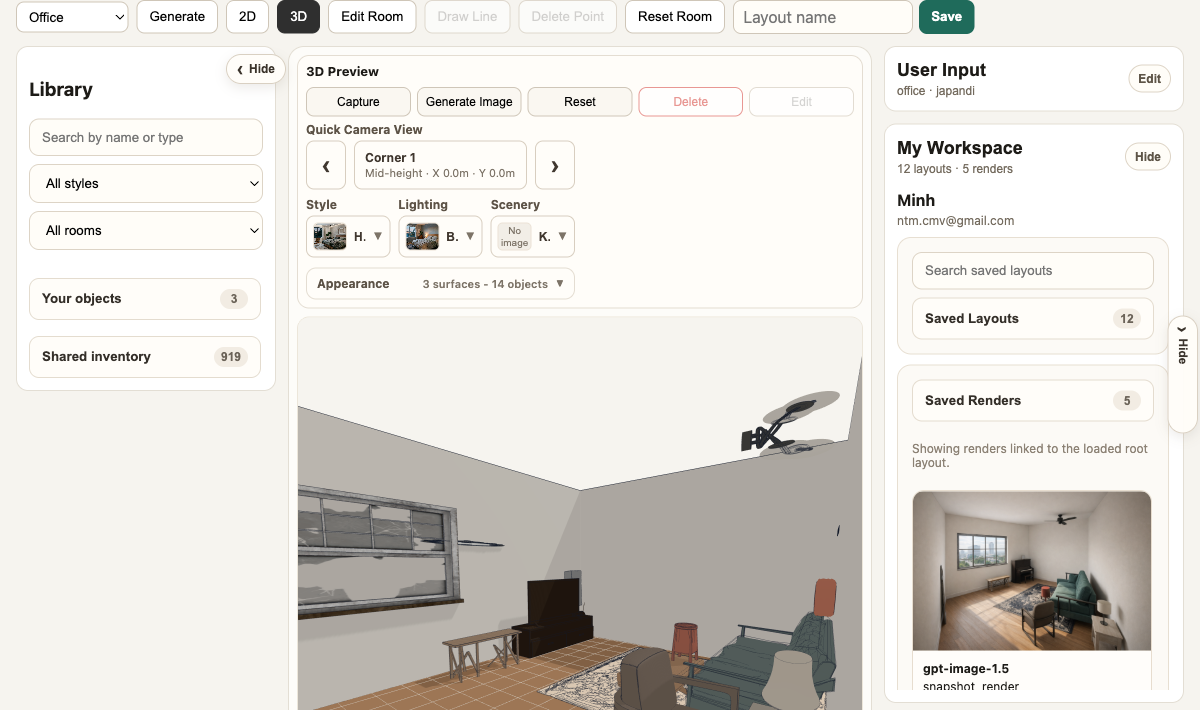 Office
Generate
2D
3D
Edit Room
Draw Line
Delete Point
Reset Room
Layout name
Save
Hide
Library
Search by name or type
All styles
All rooms
Your objects
3
Shared inventory
919
3D Preview
Capture
Generate Image
Reset
Delete
Edit
Quick Camera View
Corner 1
Mid-height · X 0.0m · Y 0.0m
Style
Lighting
Scenery
H.
B.
No
image
K.
Appearance
3 surfaces - 14 objects
User Input
office · japandi
Edit
My Workspace
12 layouts · 5 renders
Hide
Minh
ntm.cmv@gmail.com
Search saved layouts
Saved Layouts
12
Hide
Saved Renders
5
Showing renders linked to the loaded root
layout.
gpt-image-1.5
snapshot_render